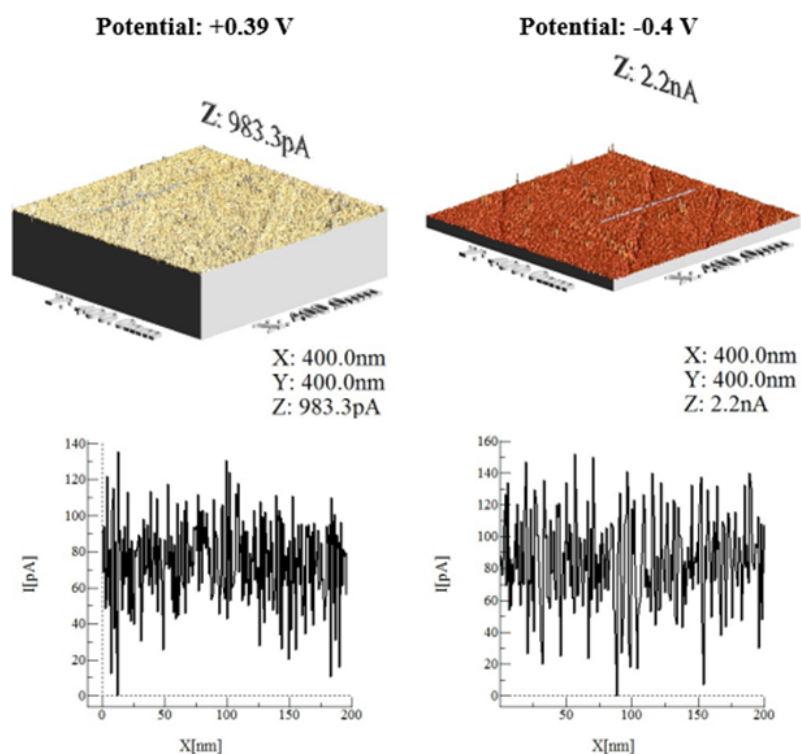 Potential: +0.39 V
Potential: -0.4 V
Z: 983.3pA
Z: 2.2nA
X: 400.0nm
Y: 400.0nm
Z: 983.3pA
X: 400.0nm
Y: 400.0nm
Z: 2.2nA
140
120
100
80
60
40
20
0
I[pA]
0
50
100
150
200
X[nm]
160
140
120
100
80
60
40
20
0
I[pA]
50
100
150
200
X[nm]